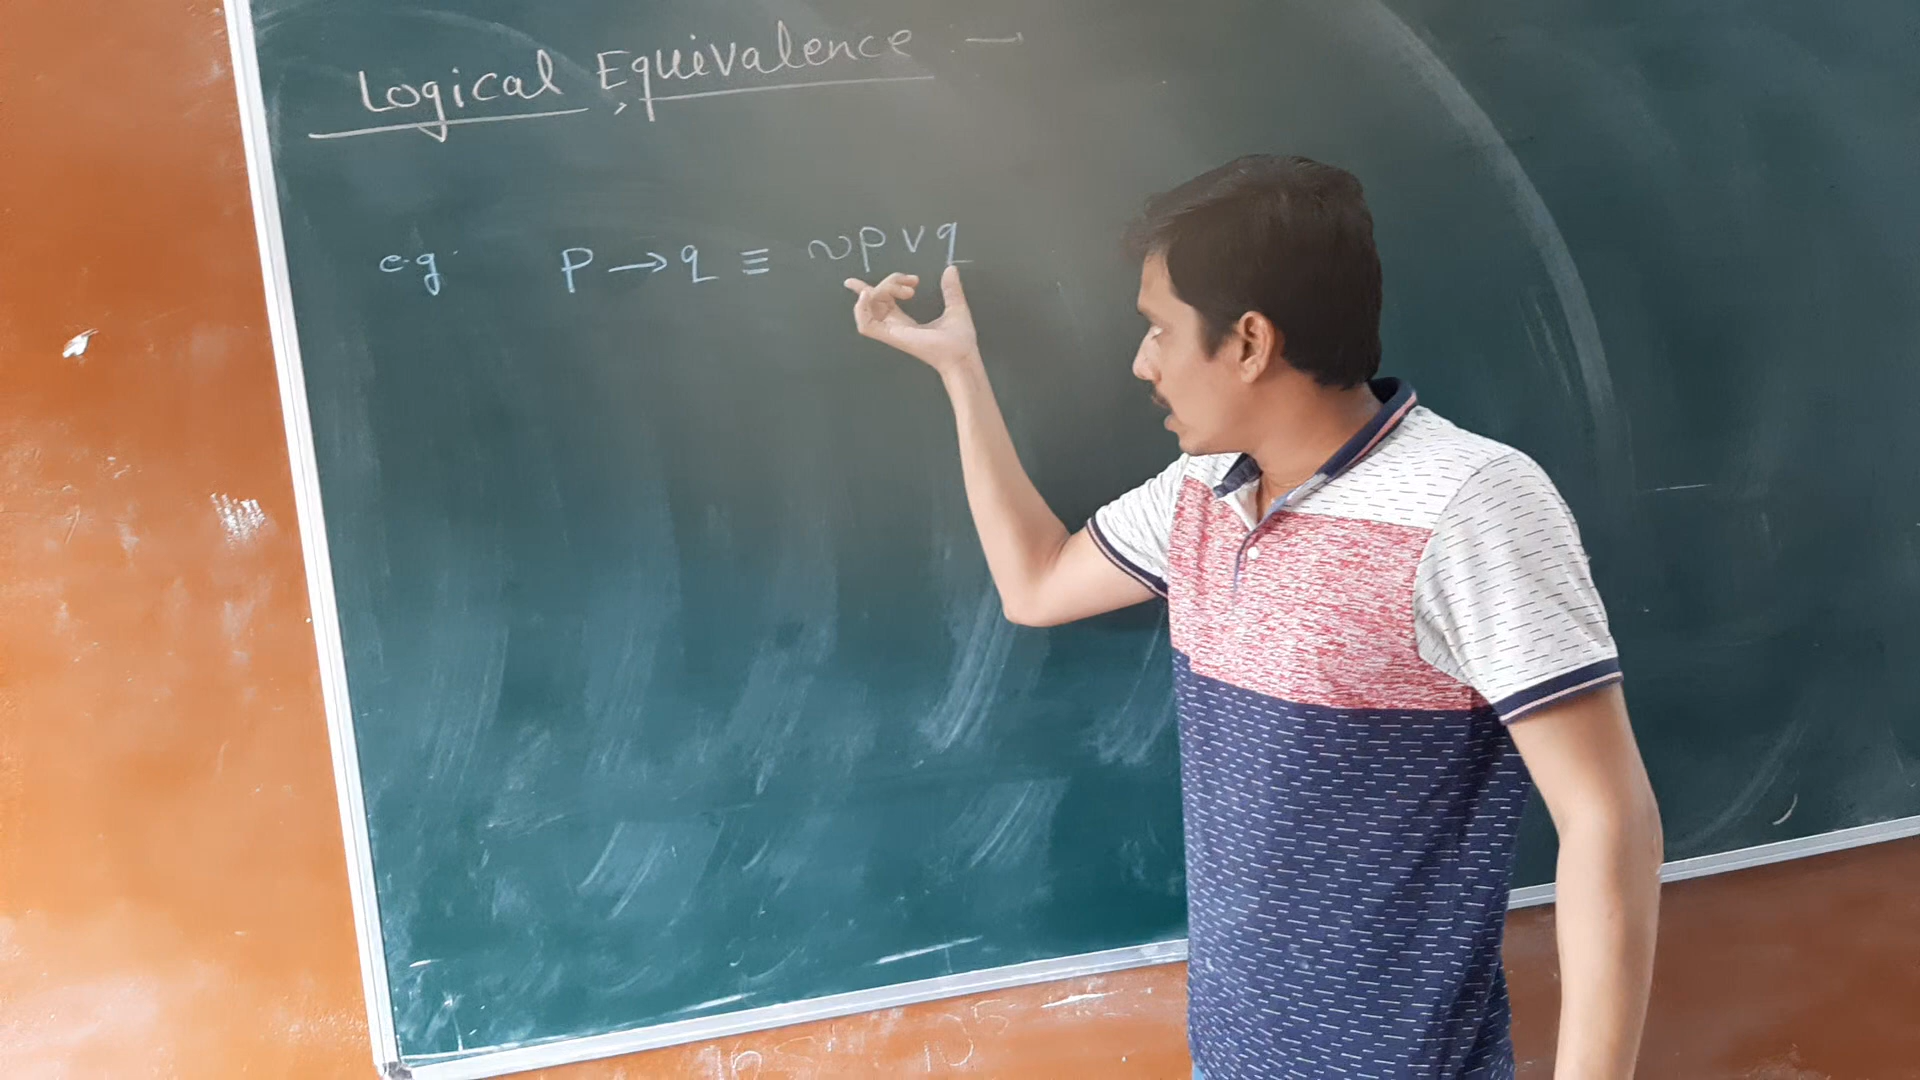 Logical Equivalence :→
e.g. p → q ≡ ~p ∨ q